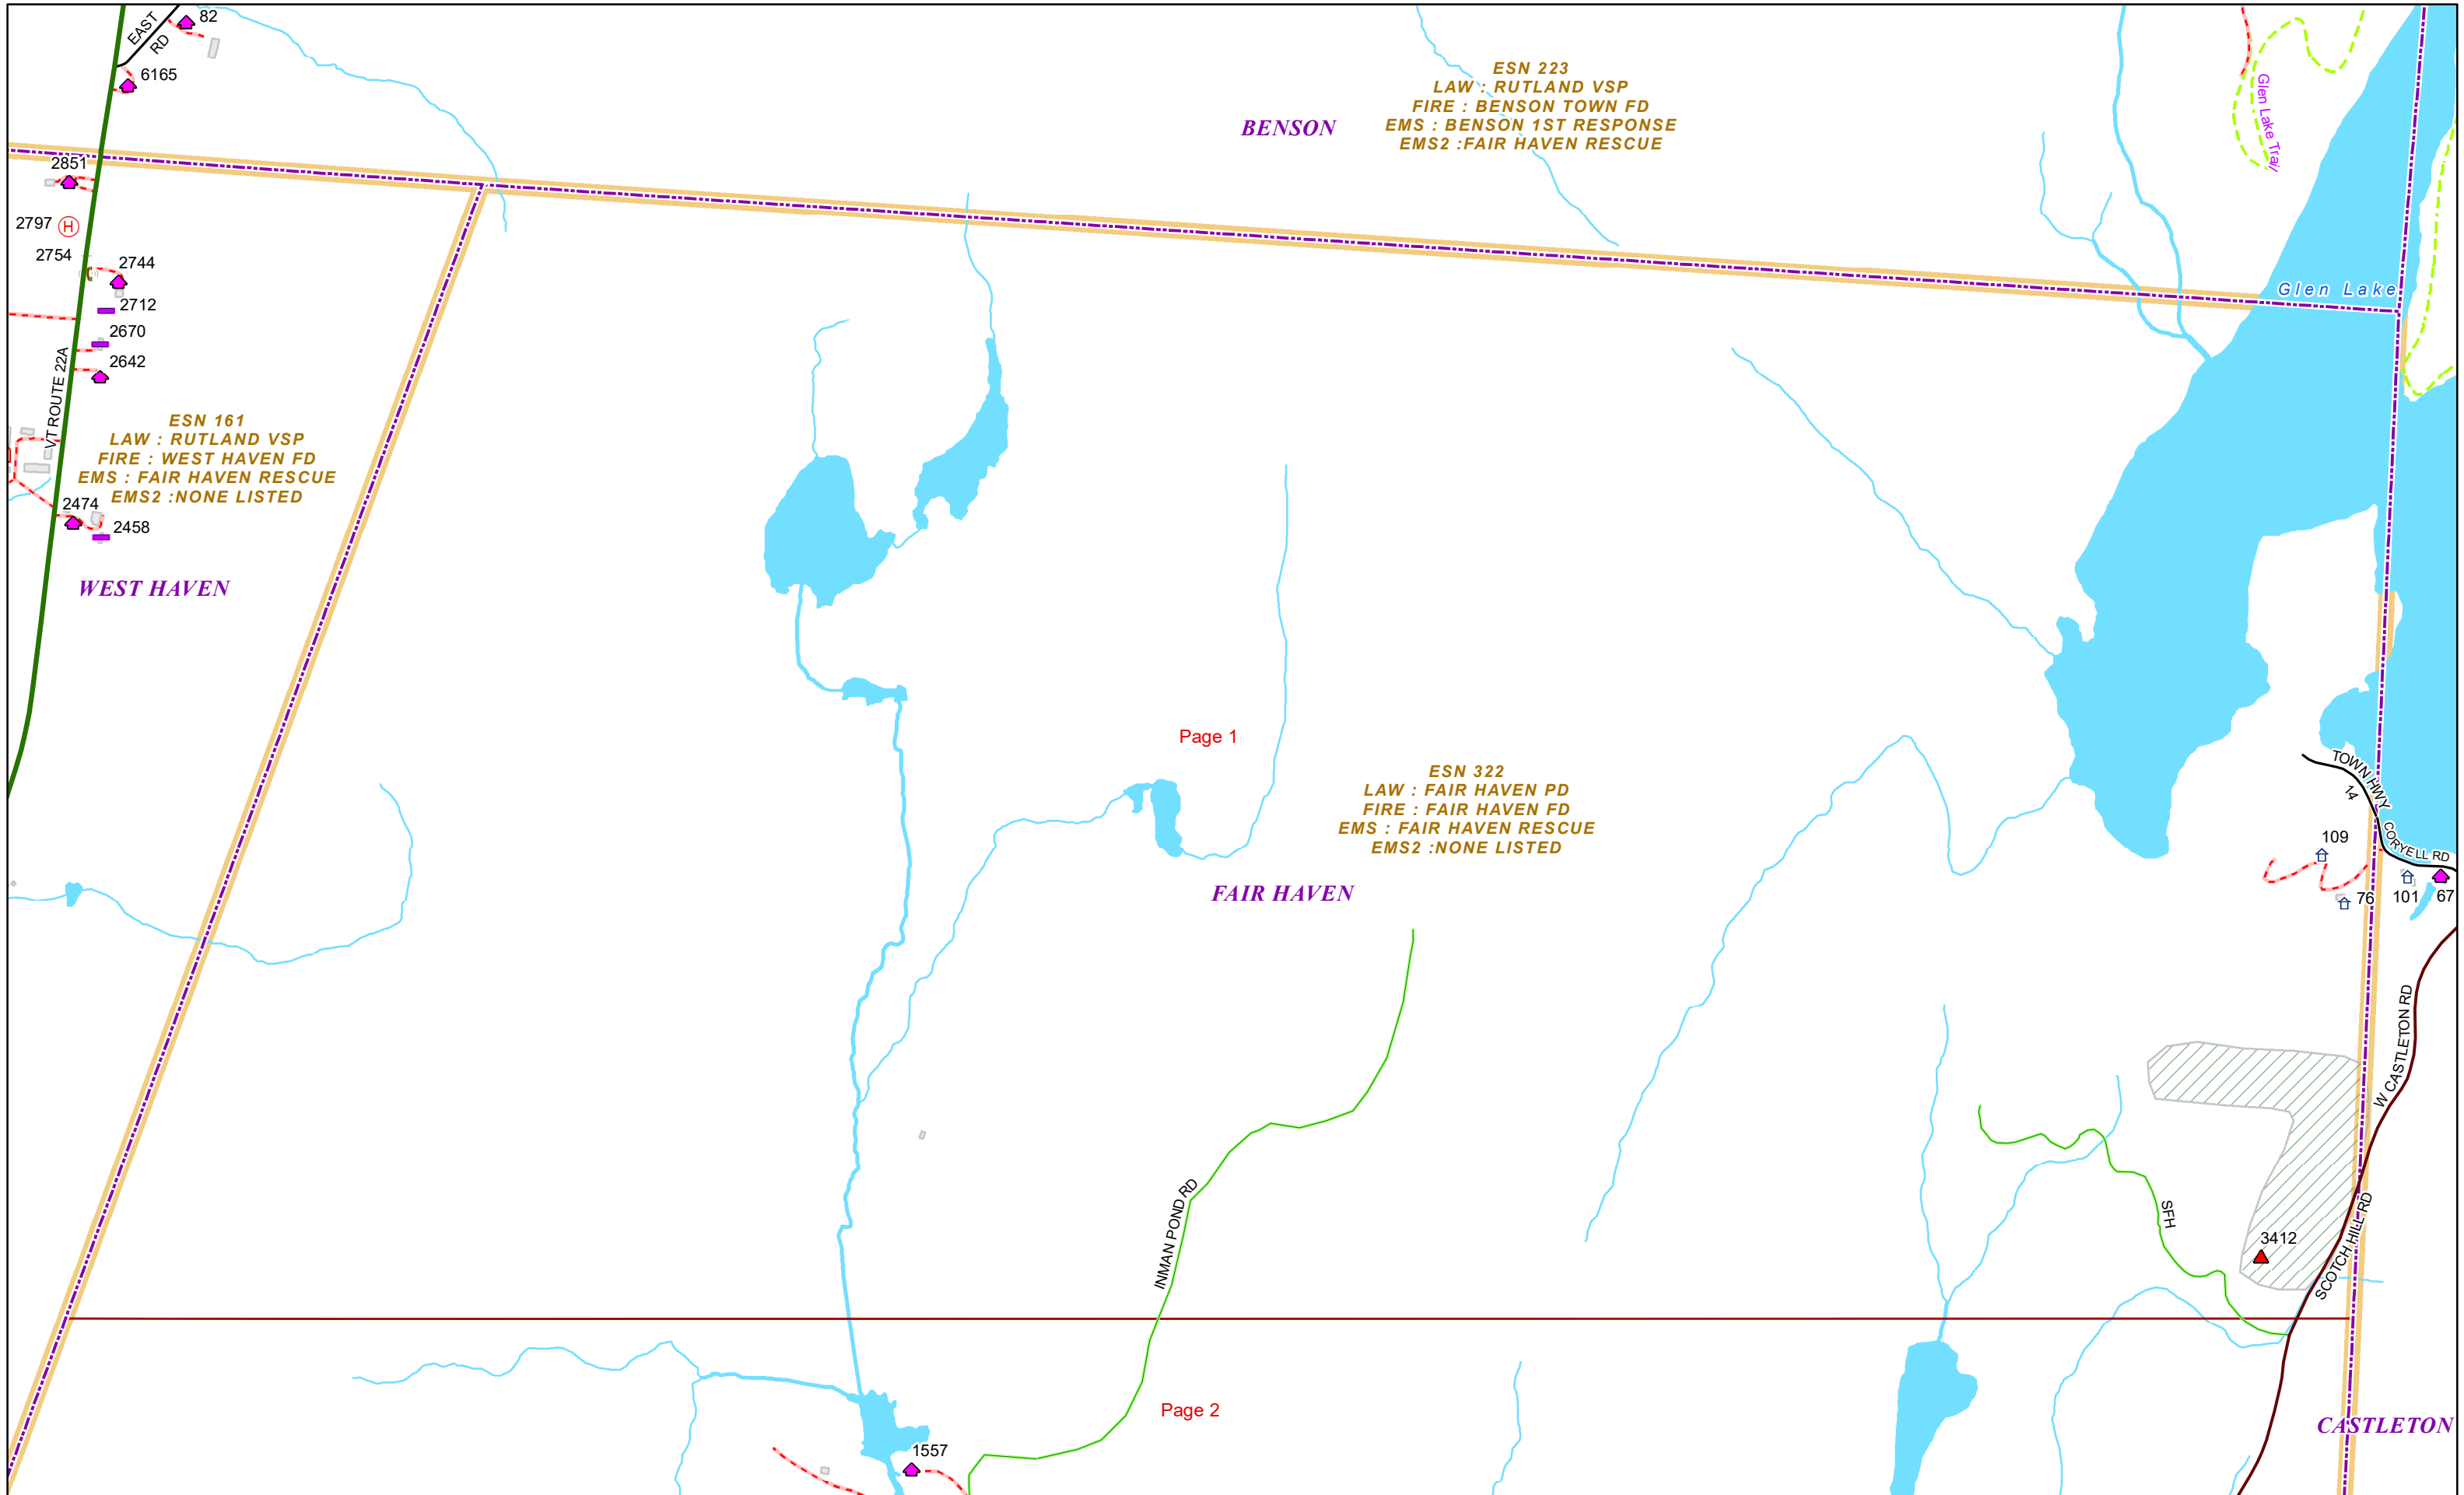 82
EAST
RD
6165
Glen Lake Trail
ESN 223
LAW : RUTLAND VSP
FIRE : BENSON TOWN FD
EMS : BENSON 1ST RESPONSE
EMS2 :FAIR HAVEN RESCUE
BENSON
2851
2797
H
2754
2744
2712
2670
2642
Glen Lake
VT ROUTE 22A
ESN 161
LAW : RUTLAND VSP
FIRE : WEST HAVEN FD
EMS : FAIR HAVEN RESCUE
EMS2 :NONE LISTED
2474
2458
WEST HAVEN
Page 1
ESN 322
LAW : FAIR HAVEN PD
FIRE : FAIR HAVEN FD
EMS : FAIR HAVEN RESCUE
EMS2 :NONE LISTED
FAIR HAVEN
TOWN HWY
14
CORYELL RD
109
76
101
67
W CASTLETON RD
INMAN POND RD
SFH
3412
SCOTCH HILL RD
Page 2
CASTLETON
1557